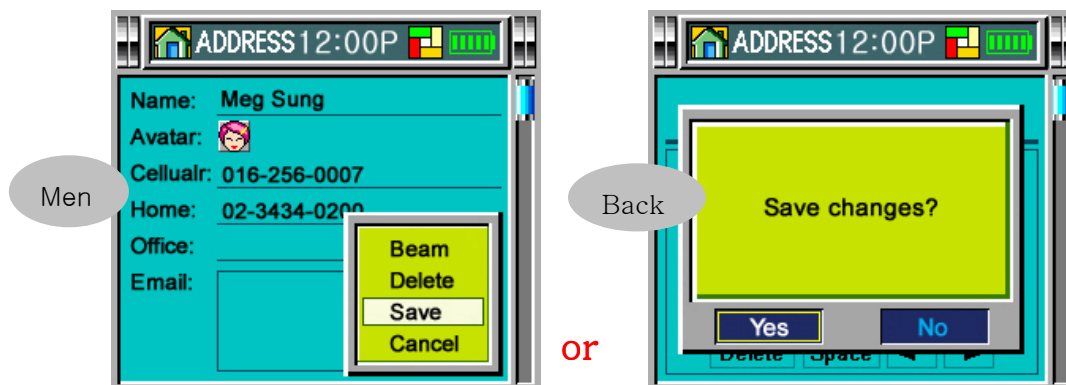 ADDRESS 12:00P
Name: Meg Sung
Avatar:
Cellualr: 016-256-0007
Home: 02-3434-0200
Office:
Email:
Beam
Delete
Save
Cancel
Men
or
ADDRESS 12:00P
Back
Save changes?
Yes No
Delete Space